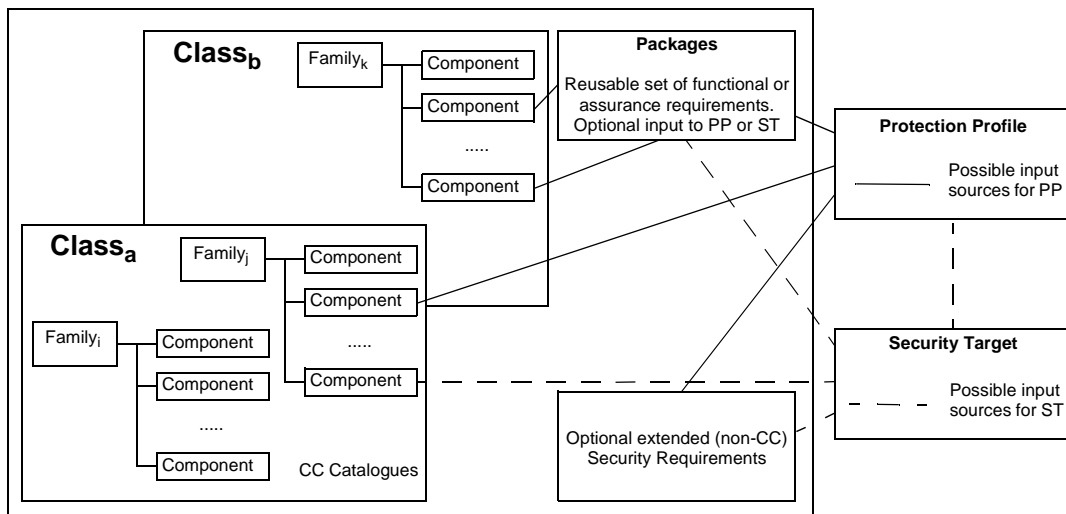 Class_b
Family_k
Component
Component
.....
Component
Packages
Reusable set of functional or
assurance requirements.
Optional input to PP or ST
Protection Profile
Possible input
sources for PP
Class_a
Family_j
Component
Component
.....
Component
Family_i
Component
Component
.....
Component
CC Catalogues
Security Target
Possible input
sources for ST
Optional extended (non-CC)
Security Requirements